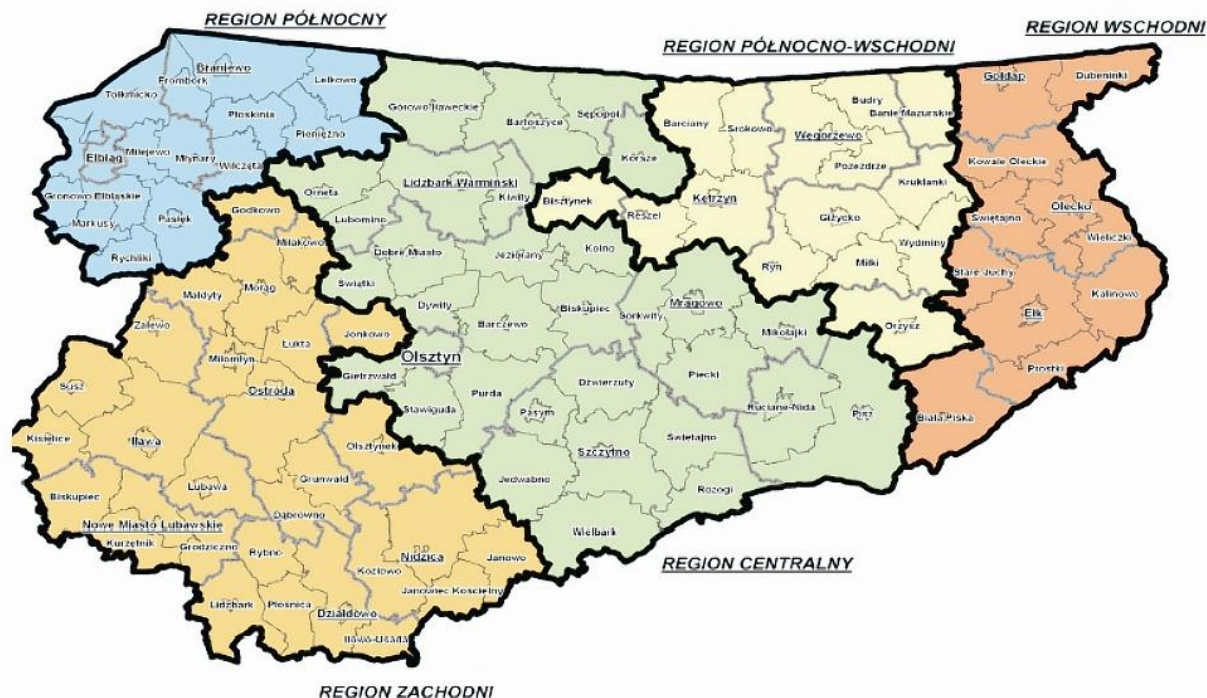 REGION PÓŁNOCNY
REGION PÓŁNOCNO-WSCHODNI
REGION WSCHODNI
Braniewo
Frombork
Lelkowo
Tolkmicko
Płoskinia
Pieniężno
Elbląg
Milejewo
Młynary
Wilczęta
Gronowo Elbląskie
Markusy
Pasłęk
Rychliki
Górowo Iławeckie
Bartoszyce
Sępopol
Korsze
Orneta
Lidzbark Warmiński
Kiwity
Lubomino
Bisztynek
Reszel
Dobre Miasto
Jeziorany
Kolno
Świątki
Dywity
Barczewo
Biskupiec
Sorkwity
Mrągowo
Mikołajki
Olsztyn
Gietrzwałd
Stawiguda
Purda
Dźwierzuty
Piecki
Pasym
Ruciane-Nida
Pisz
Szczytno
Świętajno
Jedwabno
Rozogi
Wielbark
Barciany
Srokowo
Węgorzewo
Budry
Banie Mazurskie
Pozezdrze
Kruklanki
Kętrzyn
Giżycko
Wydminy
Ryn
Miłki
Orzysz
Gołdap
Dubeninki
Kowale Oleckie
Olecko
Świętajno
Wieliczki
Stare Juchy
Kalinowo
Ełk
Prostki
Biała Piska
Godkowo
Miłakowo
Małdyty
Morąg
Zalewo
Łukta
Jonkowo
Miłomłyn
Susz
Ostróda
Kisielice
Iława
Olsztynek
Lubawa
Grunwald
Biskupiec
Dąbrówno
Nowe Miasto Lubawskie
Kurzętnik
Grodziczno
Rybno
Nidzica
Janowo
Kozłowo
Janowiec Kościelny
Lidzbark
Płośnica
Działdowo
Iłowo-Osada
REGION CENTRALNY
REGION ZACHODNI